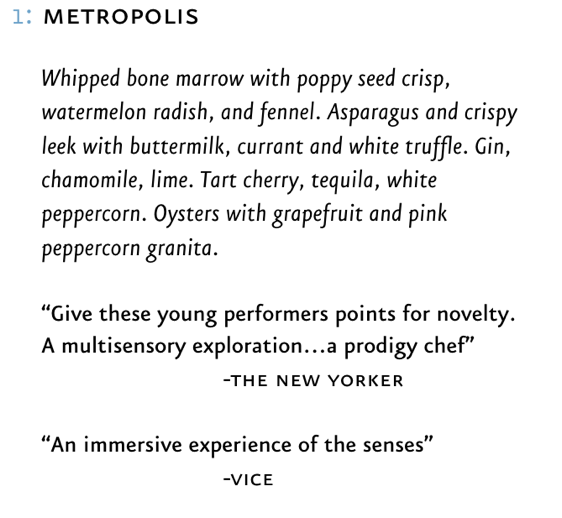 1: METROPOLIS
Whipped bone marrow with poppy seed crisp,
watermelon radish, and fennel. Asparagus and crispy
leek with buttermilk, currant and white truffle. Gin,
chamomile, lime. Tart cherry, tequila, white
peppercorn. Oysters with grapefruit and pink
peppercorn granita.
“Give these young performers points for novelty.
A multisensory exploration...a prodigy chef”
-THE NEW YORKER
“An immersive experience of the senses”
-VICE